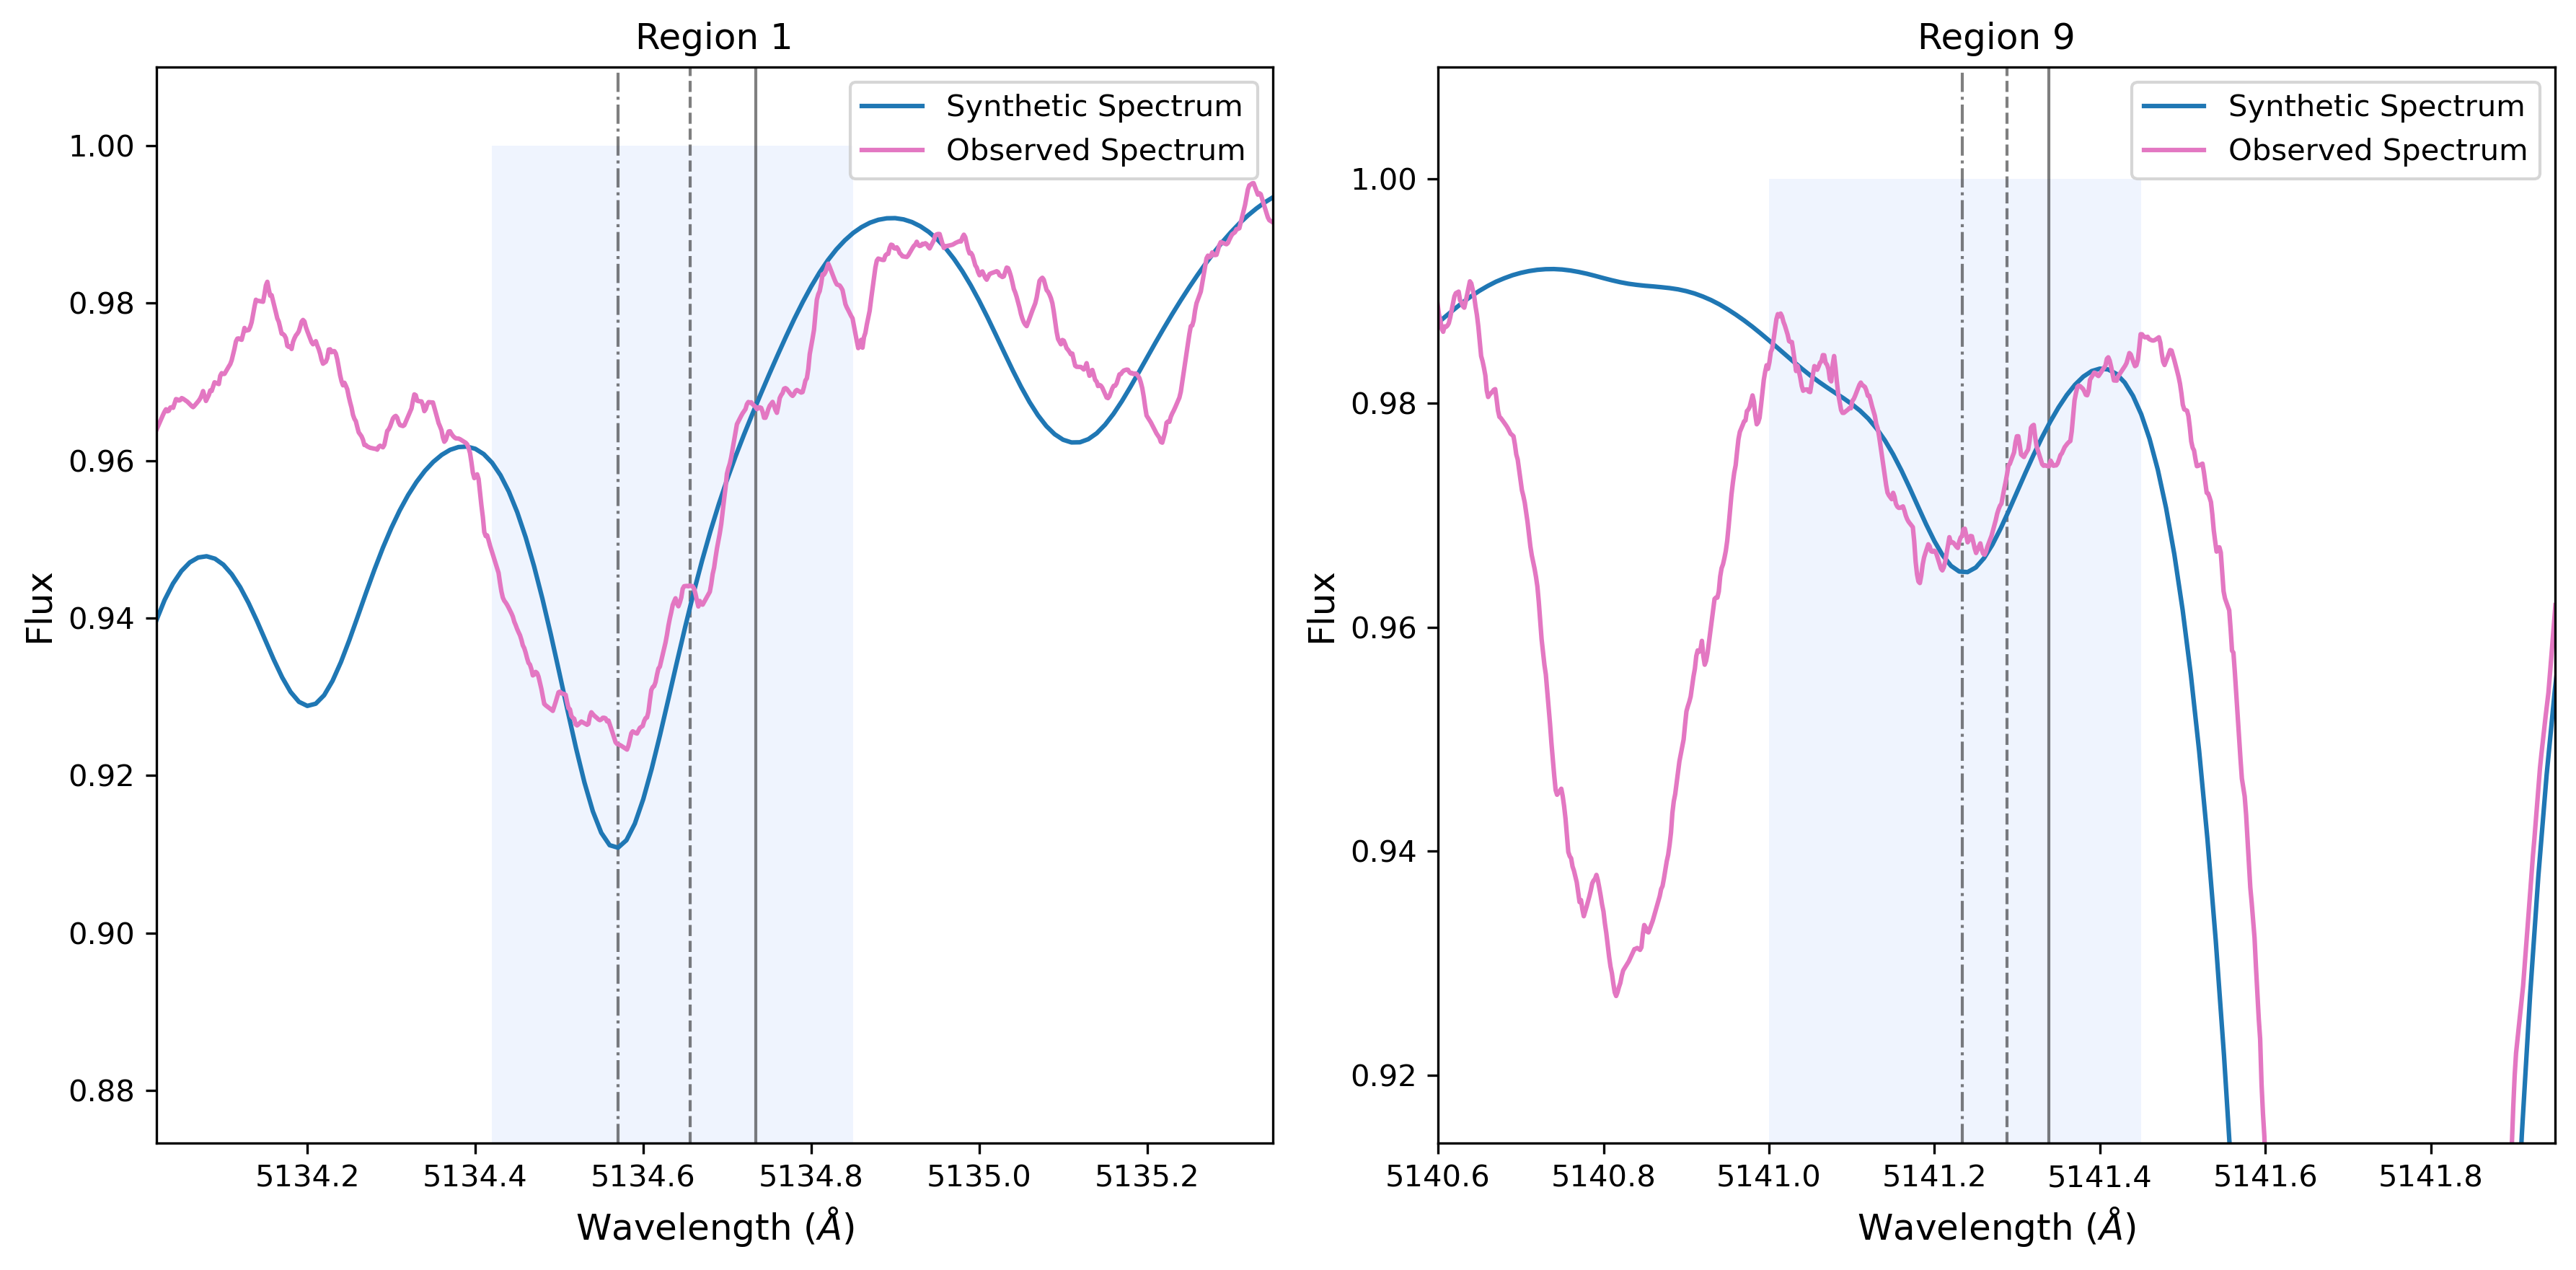 Region 1
Synthetic Spectrum
Observed Spectrum
1.00
0.98
0.96
0.94
0.92
0.90
0.88
Flux
5134.2
5134.4
5134.6
5134.8
5135.0
5135.2
Wavelength (Å)
Region 9
Synthetic Spectrum
Observed Spectrum
1.00
0.98
0.96
0.94
0.92
Flux
5140.6
5140.8
5141.0
5141.2
5141.4
5141.6
5141.8
Wavelength (Å)